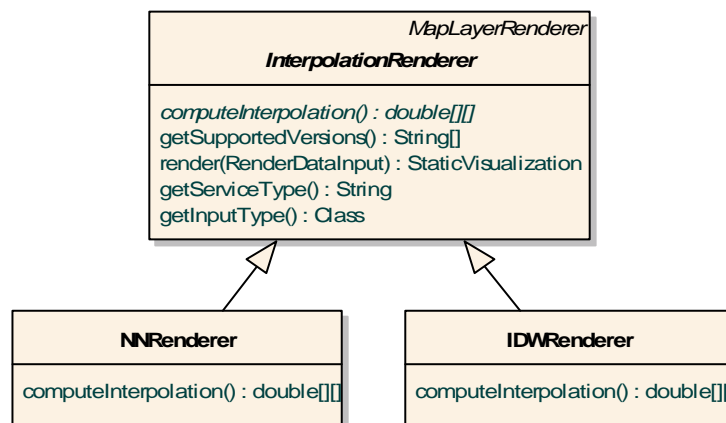 MapLayerRenderer
InterpolationRenderer
computeInterpolation() : double[][]
getSupportedVersions() : String[]
render(RenderDataInput) : StaticVisualization
getServiceType() : String
getInputType() : Class
NNRenderer
computeInterpolation() : double[][]
IDWRenderer
computeInterpolation() : double[][